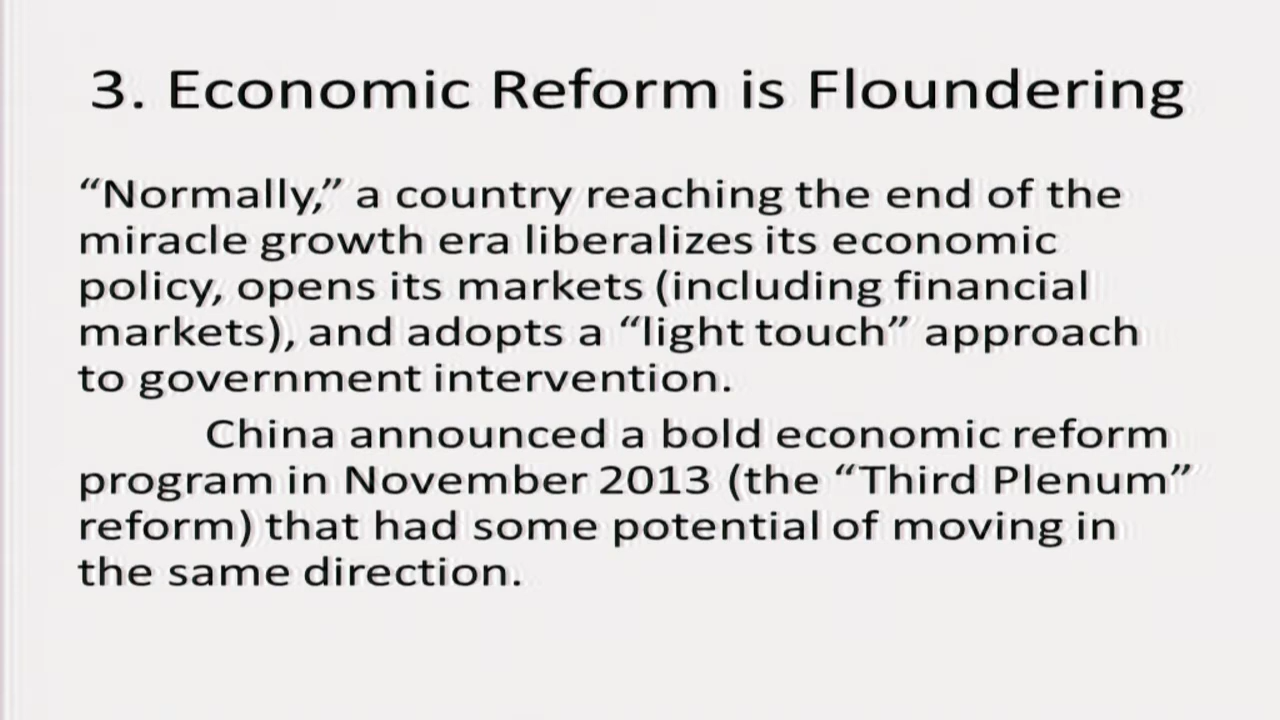 3. Economic Reform is Floundering
“Normally,” a country reaching the end of the
miracle growth era liberalizes its economic
policy, opens its markets (including financial
markets), and adopts a “light touch” approach
to government intervention.
China announced a bold economic reform
program in November 2013 (the “Third Plenum”
reform) that had some potential of moving in
the same direction.